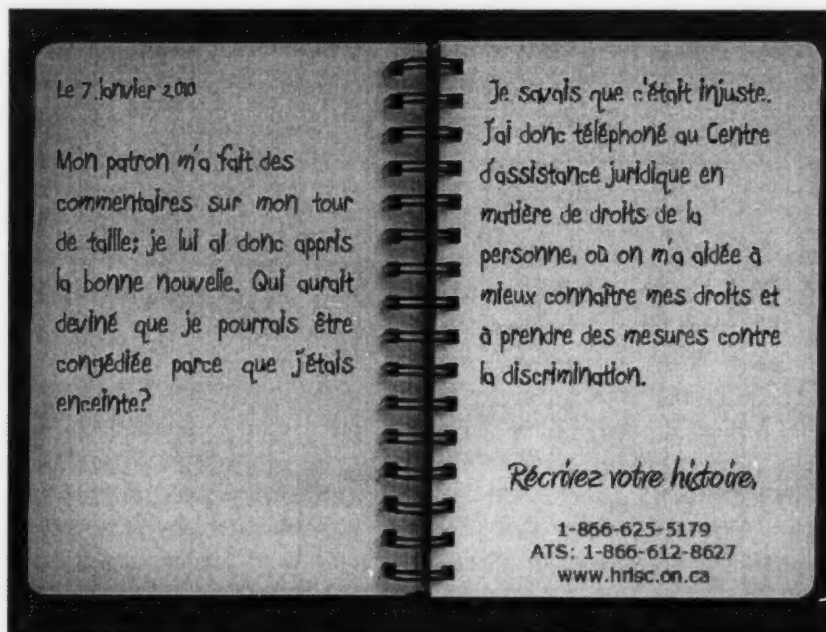 Le 7 janvier 2010
Mon patron m'a fait des
commentaires sur mon tour
de taille; je lui ai donc appris
la bonne nouvelle. Qui aurait
deviné que je pourrais être
congédiée parce que j'étais
enceinte?
Je savais que c'était injuste.
J'ai donc téléphoné au Centre
d'assistance juridique en
matière de droits de la
personne, où on m'a aidée à
mieux connaître mes droits et
à prendre des mesures contre
la discrimination.
Récrivez votre histoire.
1-866-625-5179
ATS: 1-866-612-8627
www.hrlsc.on.ca